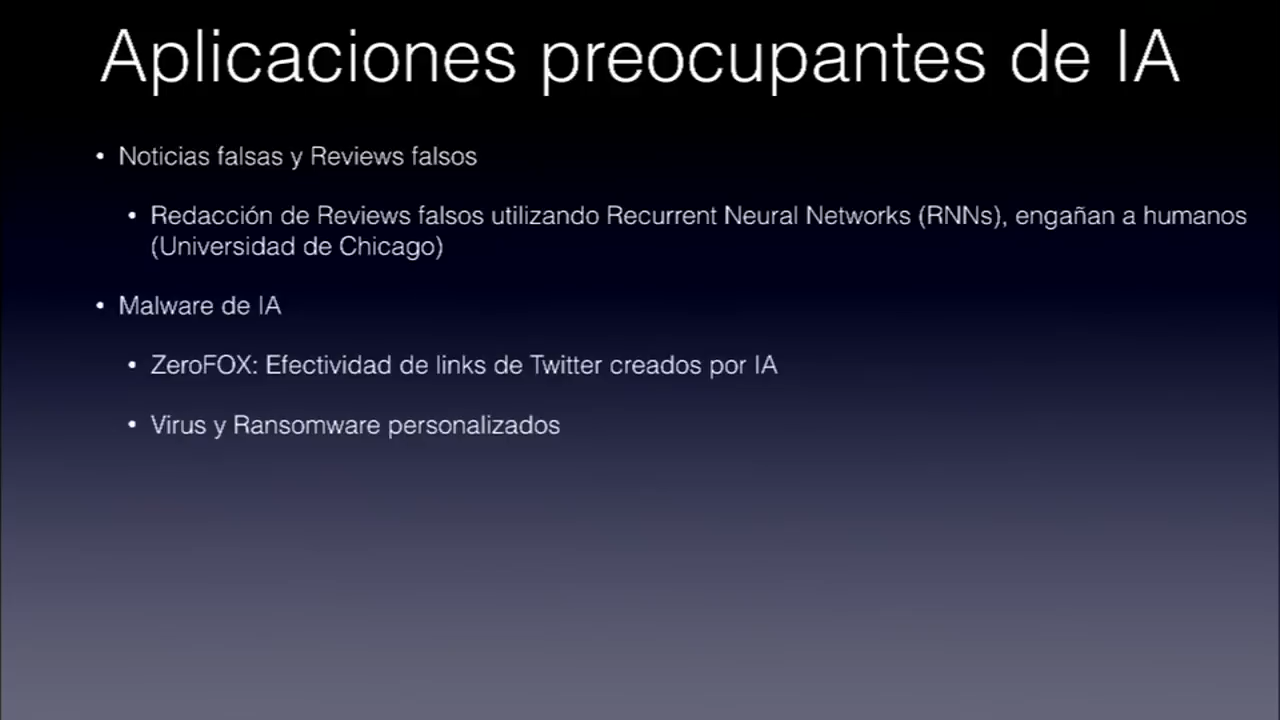 Aplicaciones preocupantes de IA
• Noticias falsas y Reviews falsos
• Redacción de Reviews falsos utilizando Recurrent Neural Networks (RNNs), engañan a humanos
(Universidad de Chicago)
• Malware de IA
• ZeroFOX: Efectividad de links de Twitter creados por IA
• Virus y Ransomware personalizados